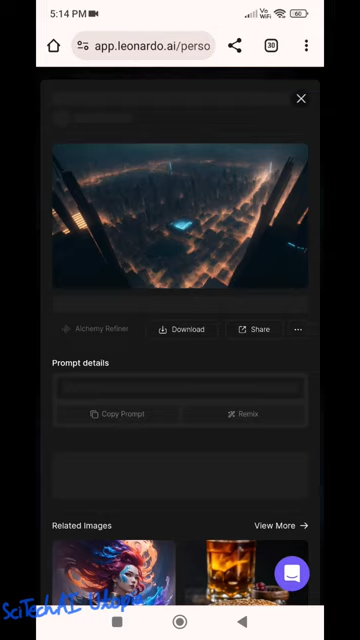 5:14 PM
Vo
WiFi
60
app.leonardo.ai/perso
30
Alchemy Refiner
Download
Share
Prompt details
Copy Prompt
Remix
Related Images
View More →
SciTechAI Utopia